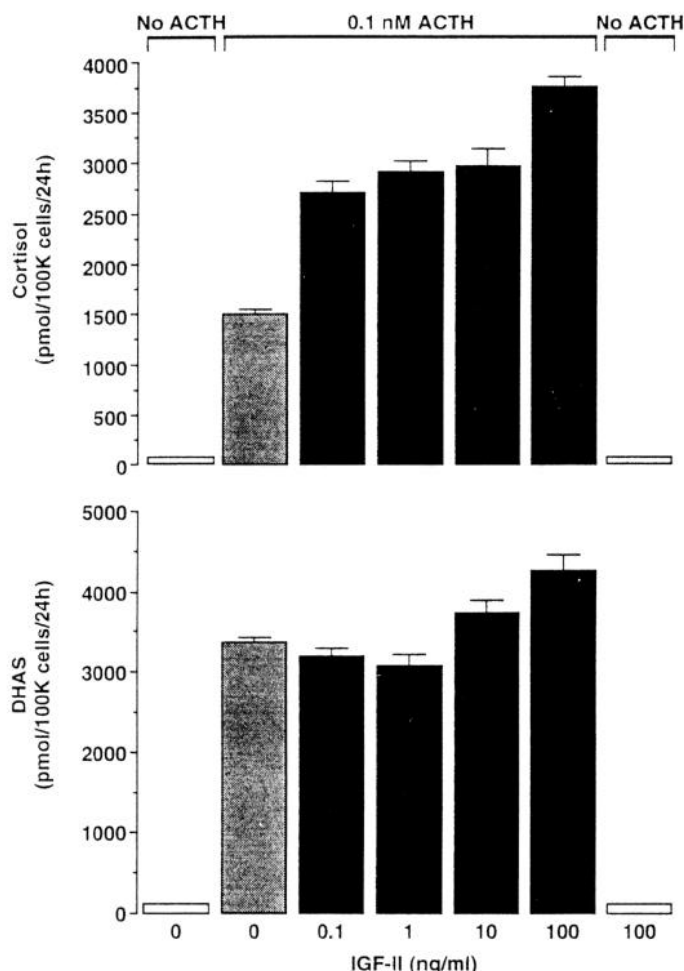 No ACTH 0.1 nM ACTH No ACTH
Cortisol
(pmol/100K cells/24h)
4000
3500
3000
2500
2000
1500
1000
500
0
DHAS
(pmol/100K cells/24h)
5000
4000
3000
2000
1000
0
0 0 0.1 1 10 100 100
IGF-II (ng/ml)